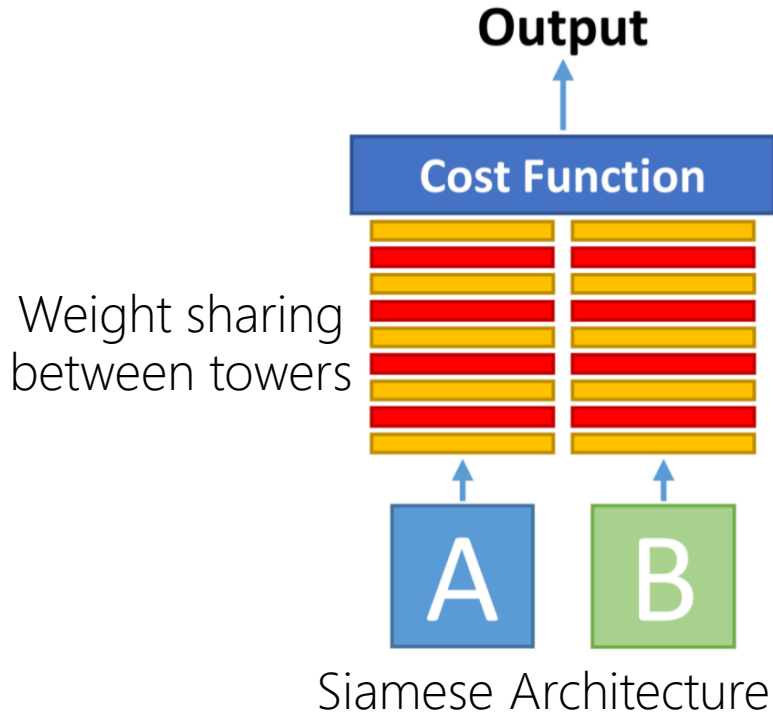 Output
Cost Function
Weight sharing
between towers
A
B
Siamese Architecture